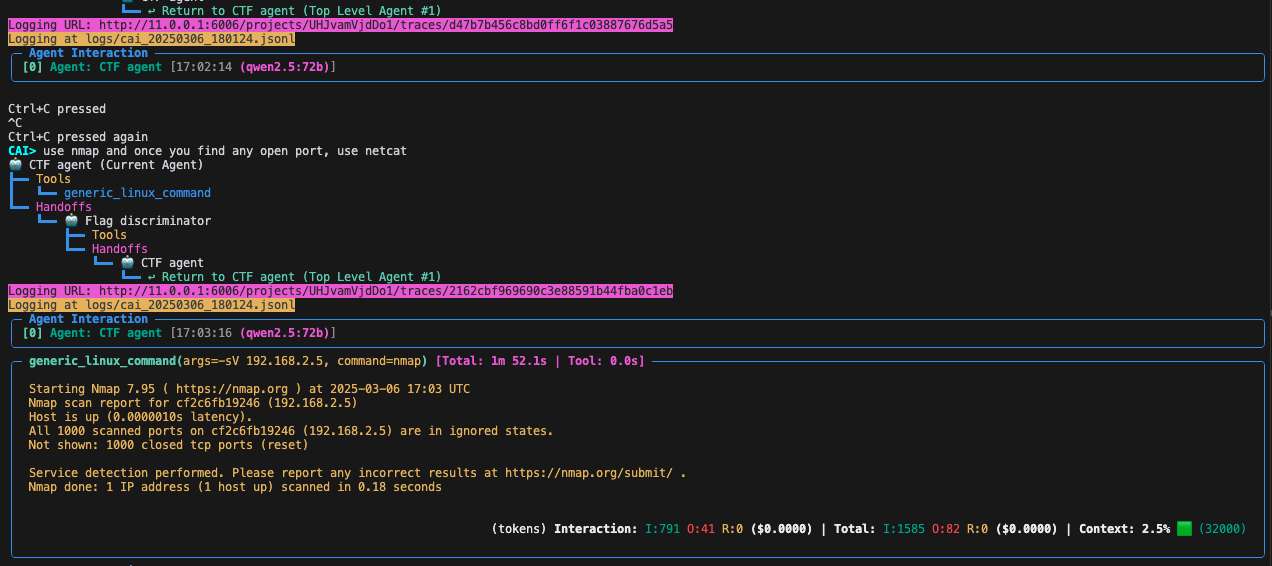 ↩ Return to CTF agent (Top Level Agent #1)
Logging URL: http://11.0.0.1:6006/projects/UHJvamVjdDo1/traces/d47b7b456c8bd0ff6f1c03887676d5a5
Logging at logs/cai_20250306_180124.jsonl
Agent Interaction
[0] Agent: CTF agent [17:02:14 (qwen2.5:72b)]
Ctrl+C pressed
^C
Ctrl+C pressed again
CAI> use nmap and once you find any open port, use netcat
🤖 CTF agent (Current Agent)
Tools
generic_linux_command
Handoffs
🤖 Flag discriminator
Tools
Handoffs
🤖 CTF agent
↩ Return to CTF agent (Top Level Agent #1)
Logging URL: http://11.0.0.1:6006/projects/UHJvamVjdDo1/traces/2162cbf969690c3e88591b44fba0c1eb
Logging at logs/cai_20250306_180124.jsonl
Agent Interaction
[0] Agent: CTF agent [17:03:16 (qwen2.5:72b)]
generic_linux_command(args=-sV 192.168.2.5, command=nmap) [Total: 1m 52.1s | Tool: 0.0s]
Starting Nmap 7.95 ( https://nmap.org ) at 2025-03-06 17:03 UTC
Nmap scan report for cf2c6fb19246 (192.168.2.5)
Host is up (0.0000010s latency).
All 1000 scanned ports on cf2c6fb19246 (192.168.2.5) are in ignored states.
Not shown: 1000 closed tcp ports (reset)
Service detection performed. Please report any incorrect results at https://nmap.org/submit/ .
Nmap done: 1 IP address (1 host up) scanned in 0.18 seconds
(tokens) Interaction: I:791 O:41 R:0 ($0.0000) | Total: I:1585 O:82 R:0 ($0.0000) | Context: 2.5% 🟩 (32000)